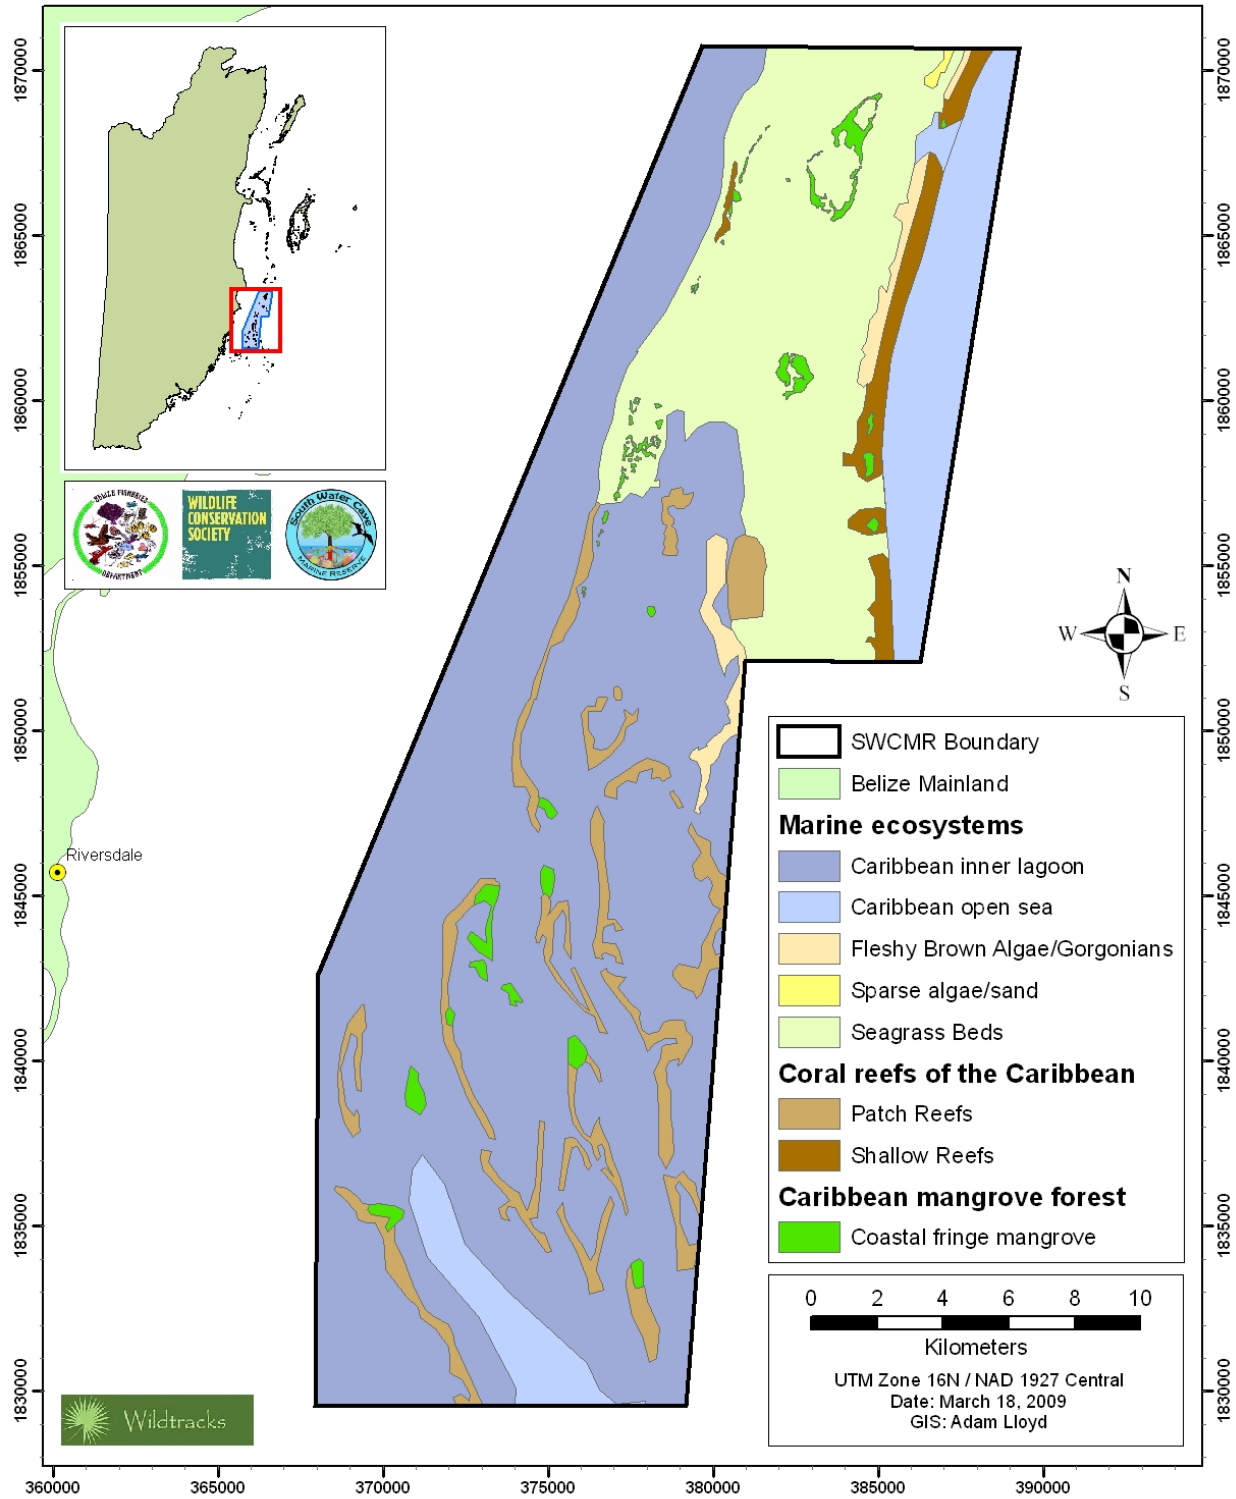 BELIZE FISHERIES
DEPARTMENT
WILDLIFE
CONSERVATION
SOCIETY
South Water Caye
MARINE RESERVE
Riversdale
N
W E
S
SWCMR Boundary
Belize Mainland
Marine ecosystems
Caribbean inner lagoon
Caribbean open sea
Fleshy Brown Algae/Gorgonians
Sparse algae/sand
Seagrass Beds
Coral reefs of the Caribbean
Patch Reefs
Shallow Reefs
Caribbean mangrove forest
Coastal fringe mangrove
0 2 4 6 8 10
Kilometers
UTM Zone 16N / NAD 1927 Central
Date: March 18, 2009
GIS: Adam Lloyd
Wildtracks
1870000
1865000
1860000
1855000
1850000
1845000
1840000
1835000
1830000
1870000
1865000
1860000
1855000
1850000
1845000
1840000
1835000
1830000
360000 365000 370000 375000 380000 385000 390000